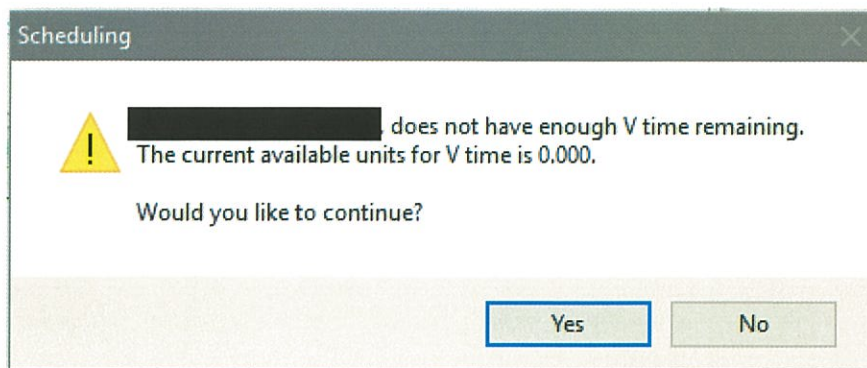 Scheduling
, does not have enough V time remaining.
The current available units for V time is 0.000.
Would you like to continue?
Yes
No